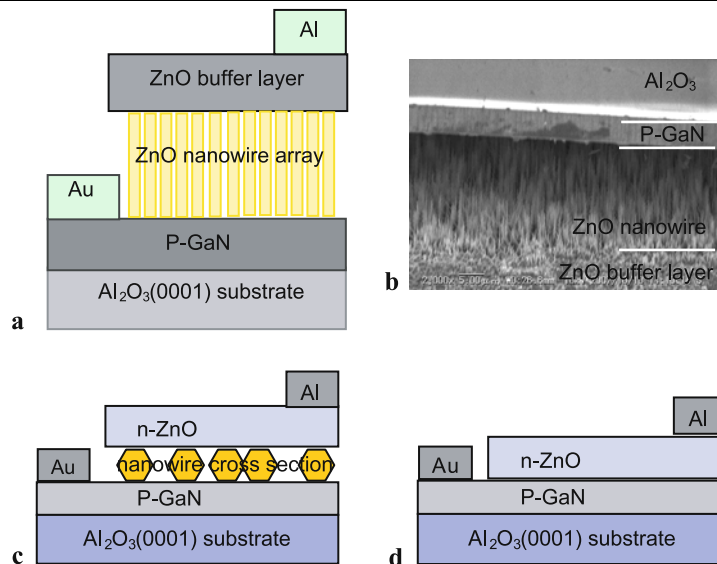 Al
ZnO buffer layer
ZnO nanowire array
Au
P-GaN
Al₂O₃(0001) substrate
a
Al₂O₃
P-GaN
ZnO nanowire
ZnO buffer layer
b
Al
n-ZnO
Au
nanowire cross section
P-GaN
Al₂O₃(0001) substrate
c
Al
n-ZnO
Au
P-GaN
Al₂O₃(0001) substrate
d